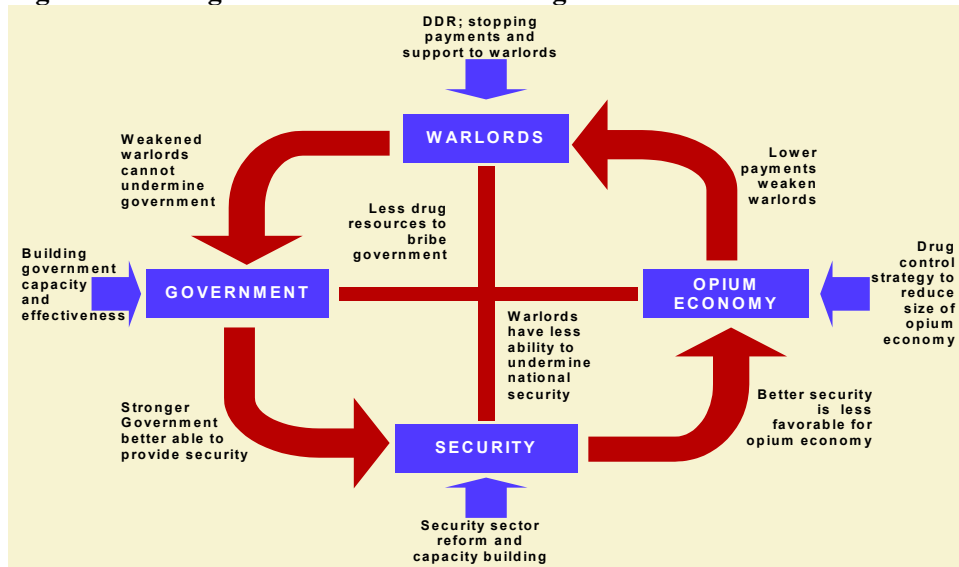 DDR; stopping
payments and
support to warlords
WARLORDS
Weakened
warlords
cannot
undermine
government
Lower
payments
weaken
warlords
Less drug
resources to
bribe
government
Building
government
capacity
and
effectiveness
GOVERNMENT
OPIUM
ECONOMY
Drug
control
strategy to
reduce
size of
opium
economy
Warlords
have less
ability to
undermine
national
security
Stronger
Government
better able to
provide security
Better security
is less
favorable for
opium economy
SECURITY
Security sector
reform and
capacity building